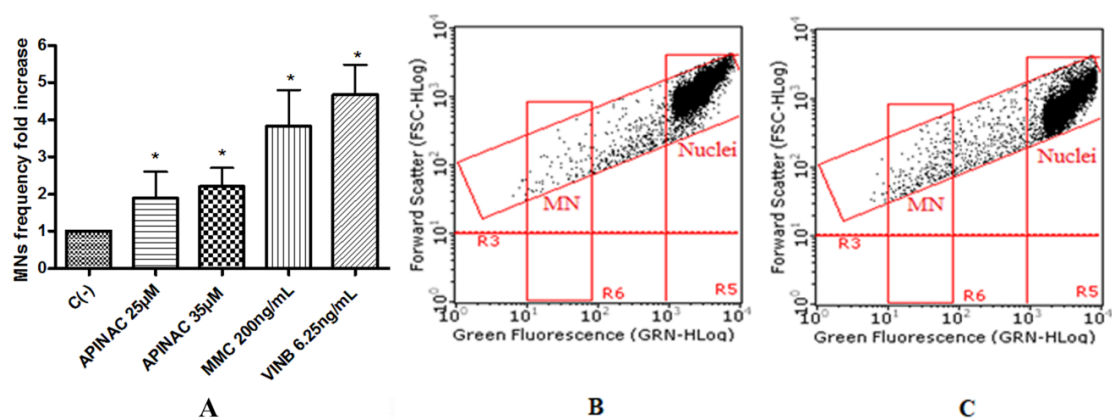 MNs frequency fold increase
6
5
4
3
2
1
0
*
*
*
*
C(-)
APINAC 25µM
APINAC 35µM
MMC 200ng/mL
VINB 6.25ng/mL
A
Forward Scatter (FSC-HLog)
10⁴
10³
10²
10¹
10⁰
Nuclei
MN
R3
R6
R5
10⁰ 10¹ 10² 10³ 10⁴
Green Fluorescence (GRN-HLog)
B
Forward Scatter (FSC-HLog)
10⁴
10³
10²
10¹
10⁰
Nuclei
MN
R3
R6
R5
10⁰ 10¹ 10² 10³ 10⁴
Green Fluorescence (GRN-HLog)
C